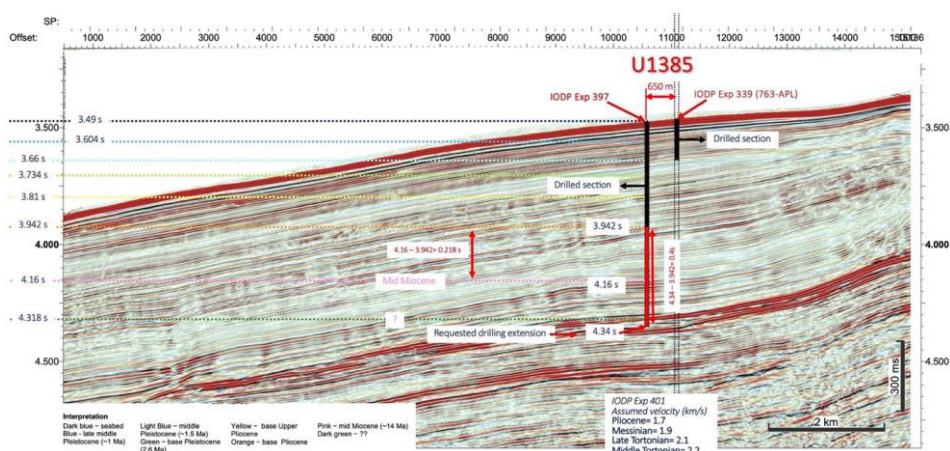 SP:
Offset: 1000 2000 3000 4000 5000 6000 7000 8000 9000 10000 11000 12000 13000 14000
U1385
650 m
IODP Exp 397
IODP Exp 339 (763-APL)
3.500
3.49 s
3.500
3.604 s
Drilled section
3.66 s
3.734 s
Drilled section
3.81 s
3.942 s
3.942 s
4.000
4.000
4.16 – 3.942= 0.218 s
4.34 – 3.942= 0.4s
4.16 s
Mid Miocene
4.16 s
4.318 s
?
Requested drilling extension
4.34 s
4.500
4.500
300 ms
2 km
Interpretation
Dark blue – seabed
Blue - late middle
Pleistocene (~1 Ma)
Light Blue – middle
Pleistocene (~1.5 Ma)
Green – base Pleistocene
(2.6 Ma)
Yellow – base Upper
Pliocene
Orange – base Pliocene
Pink – mid Miocene (~14 Ma)
Dark green – ??
IODP Exp 401
Assumed velocity (km/s)
Pliocene= 1.7
Messinian= 1.9
Late Tortonian= 2.1
Middle Tortonian= 2.2